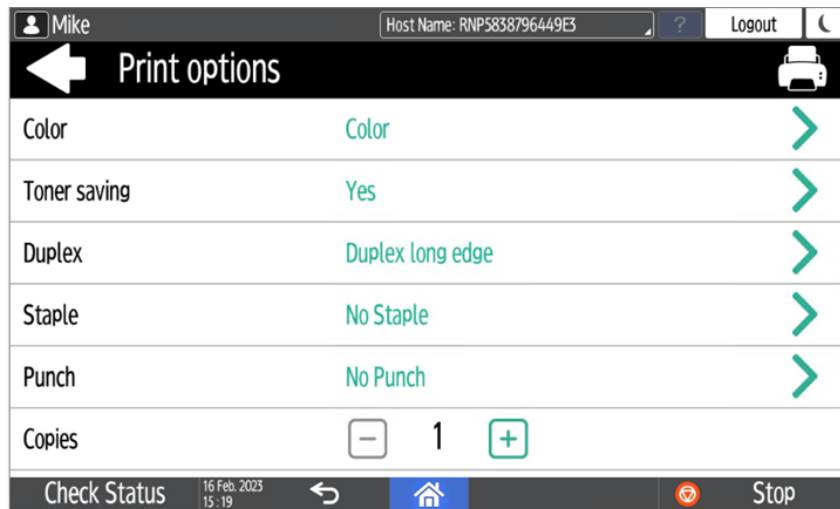 Mike Host Name: RNP5838796449E3 ? Logout
Print options
Color Color
Toner saving Yes
Duplex Duplex long edge
Staple No Staple
Punch No Punch
Copies − 1 +
Check Status 16 Feb. 2023 Stop
15:19